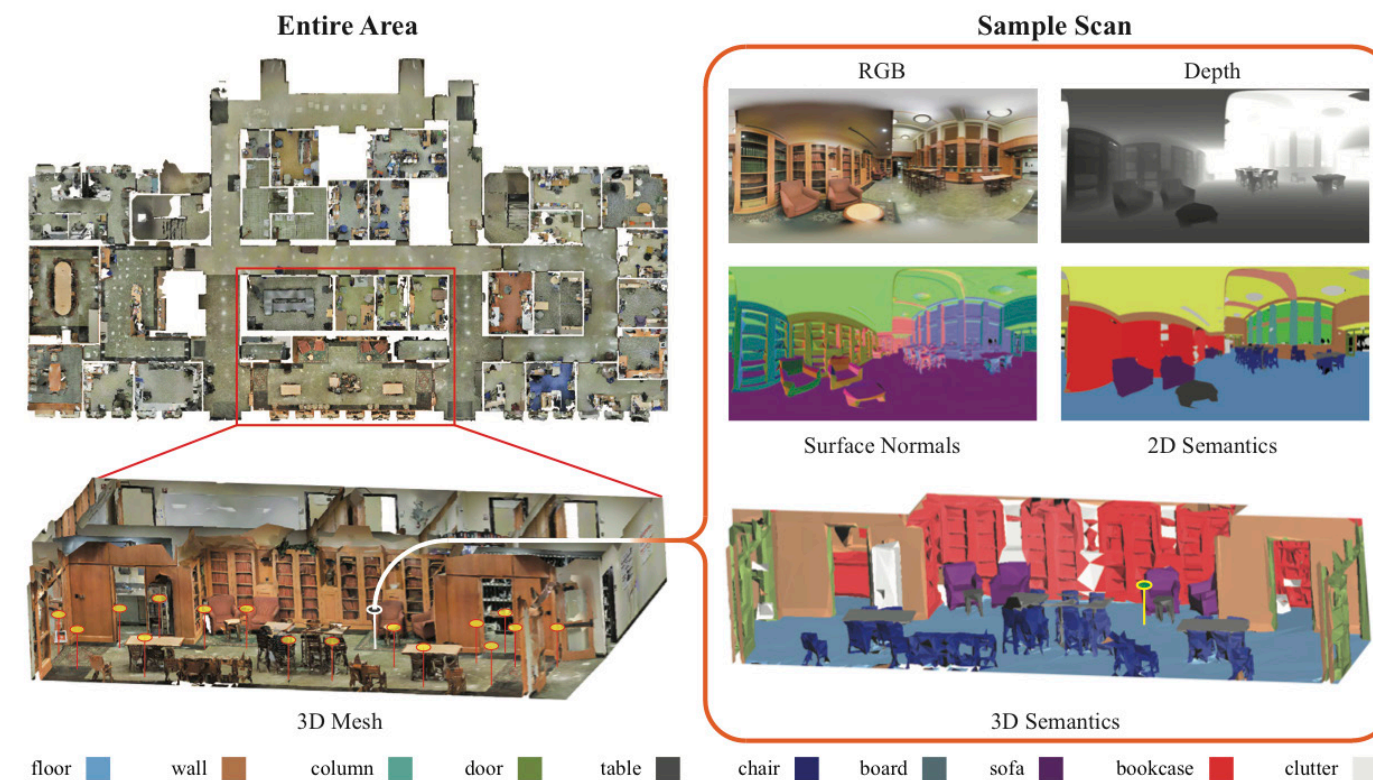 Entire Area
Sample Scan
RGB
Depth
Surface Normals
2D Semantics
3D Mesh
3D Semantics
floor
wall
column
door
table
chair
board
sofa
bookcase
clutter